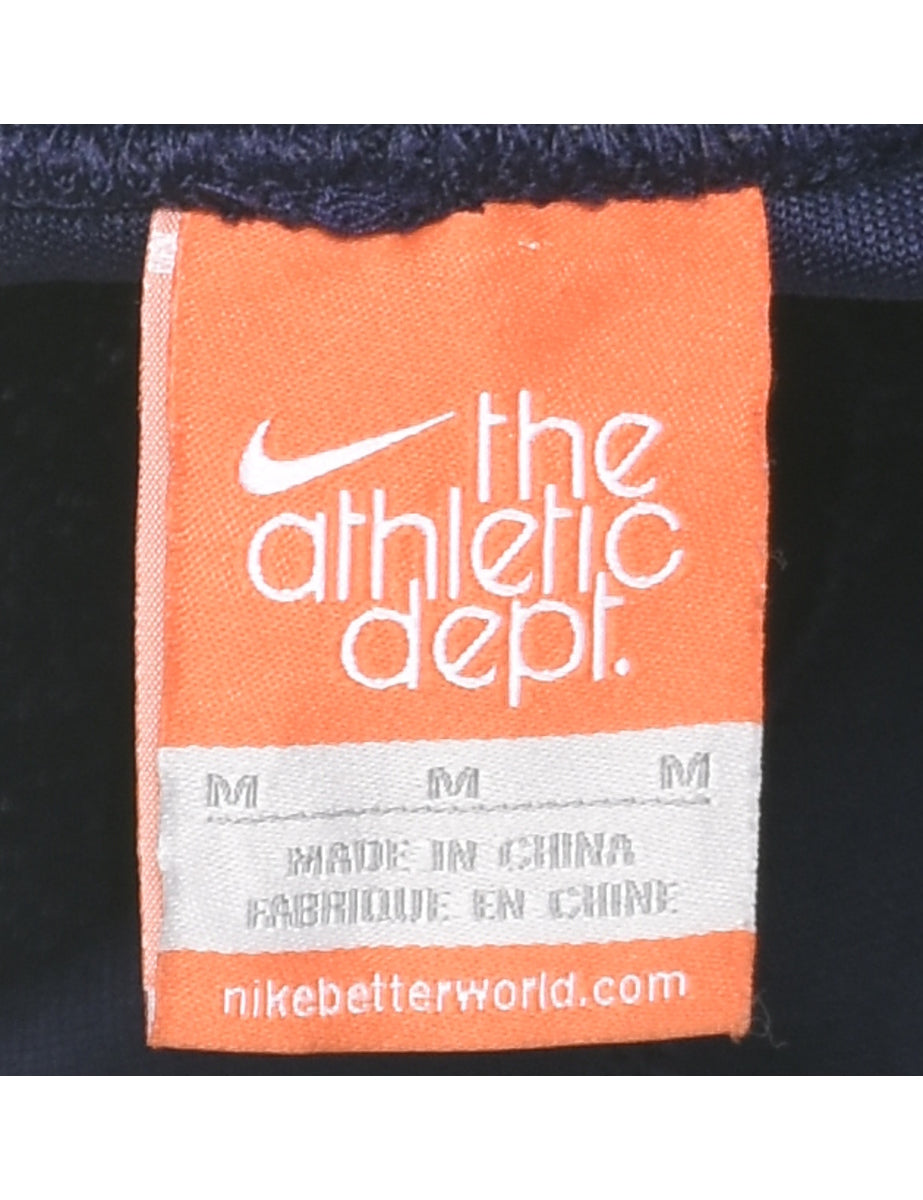 the
athletic
dept.
M M M
MADE IN CHINA
FABRIQUE EN CHINE
nikebetterworld.com